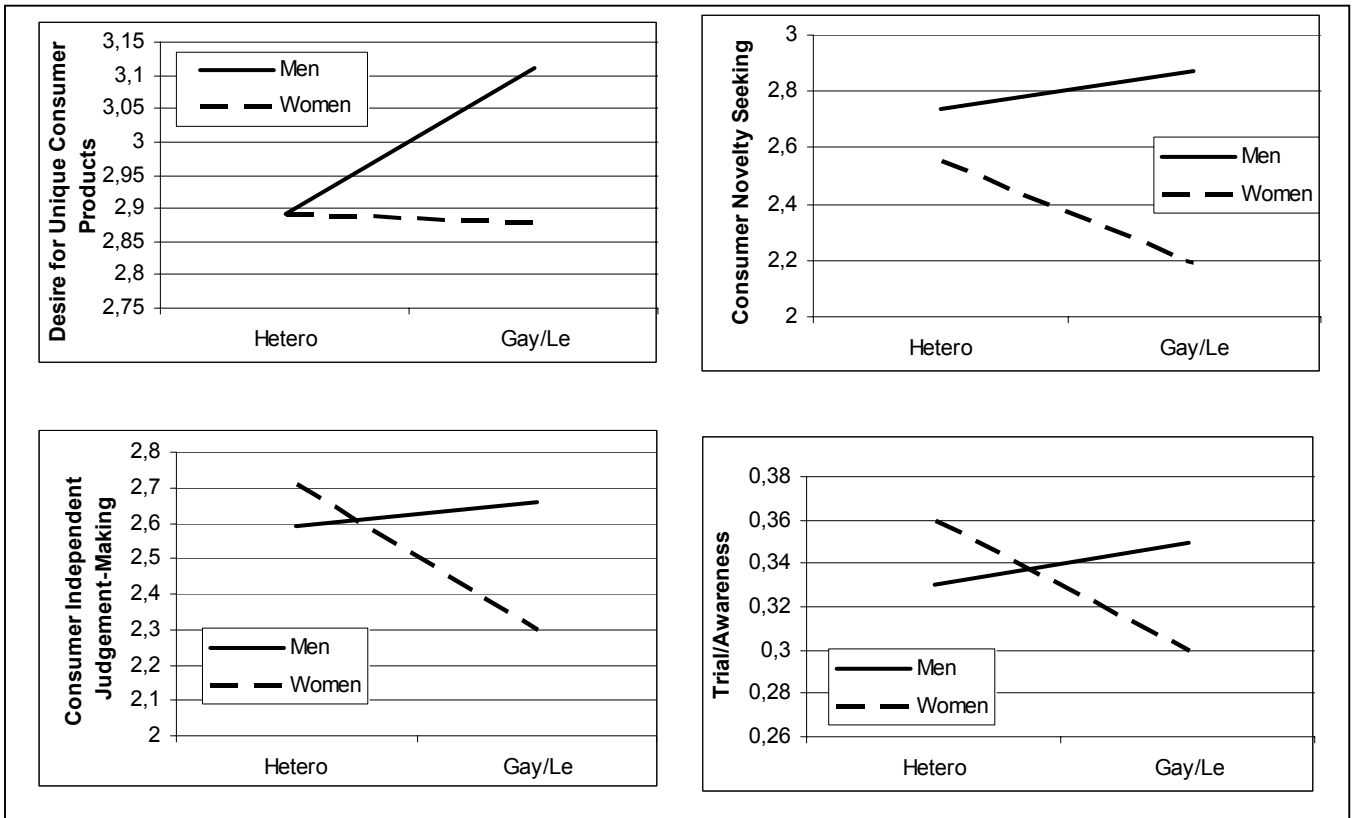 Desire for Unique Consumer
Products
3,15
3,1
3,05
3
2,95
2,9
2,85
2,8
2,75
Men
Women
Hetero Gay/Le
Consumer Novelty Seeking
3
2,8
2,6
2,4
2,2
2
Men
Women
Hetero Gay/Le
Consumer Independent
Judgement-Making
2,8
2,7
2,6
2,5
2,4
2,3
2,2
2,1
2
Men
Women
Hetero Gay/Le
Trial/Awareness
0,38
0,36
0,34
0,32
0,3
0,28
0,26
Men
Women
Hetero Gay/Le